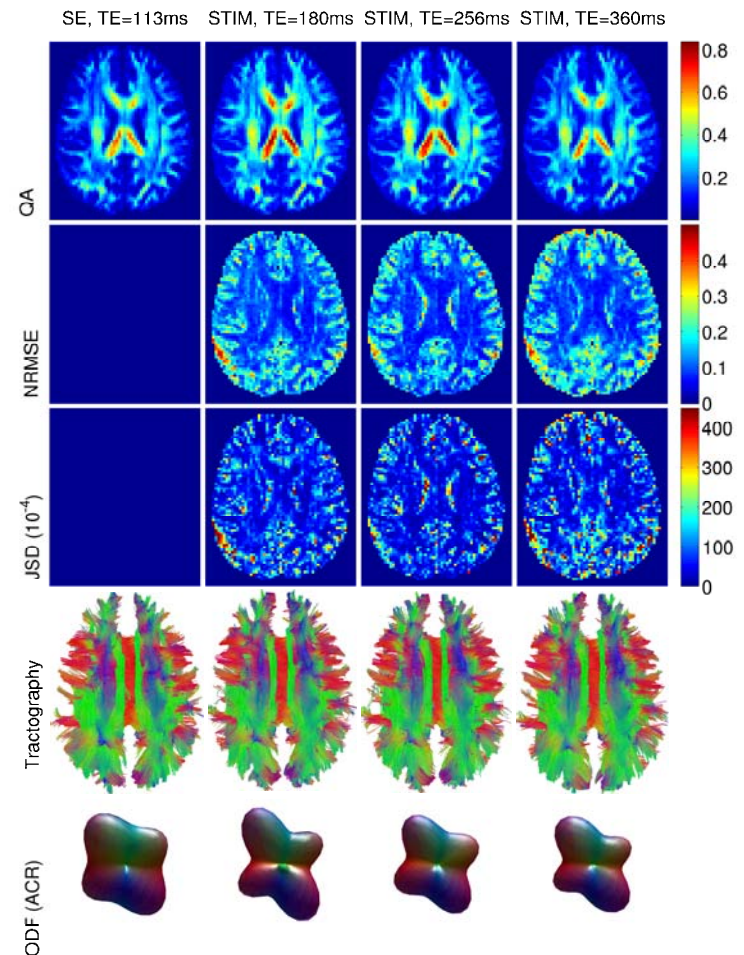 SE, TE=113ms STIM, TE=180ms STIM, TE=256ms STIM, TE=360ms
QA
0.8
0.6
0.4
0.2
NRMSE
0.4
0.3
0.2
0.1
0
JSD (10⁻⁴)
400
300
200
100
0
Tractography
ODF (ACR)